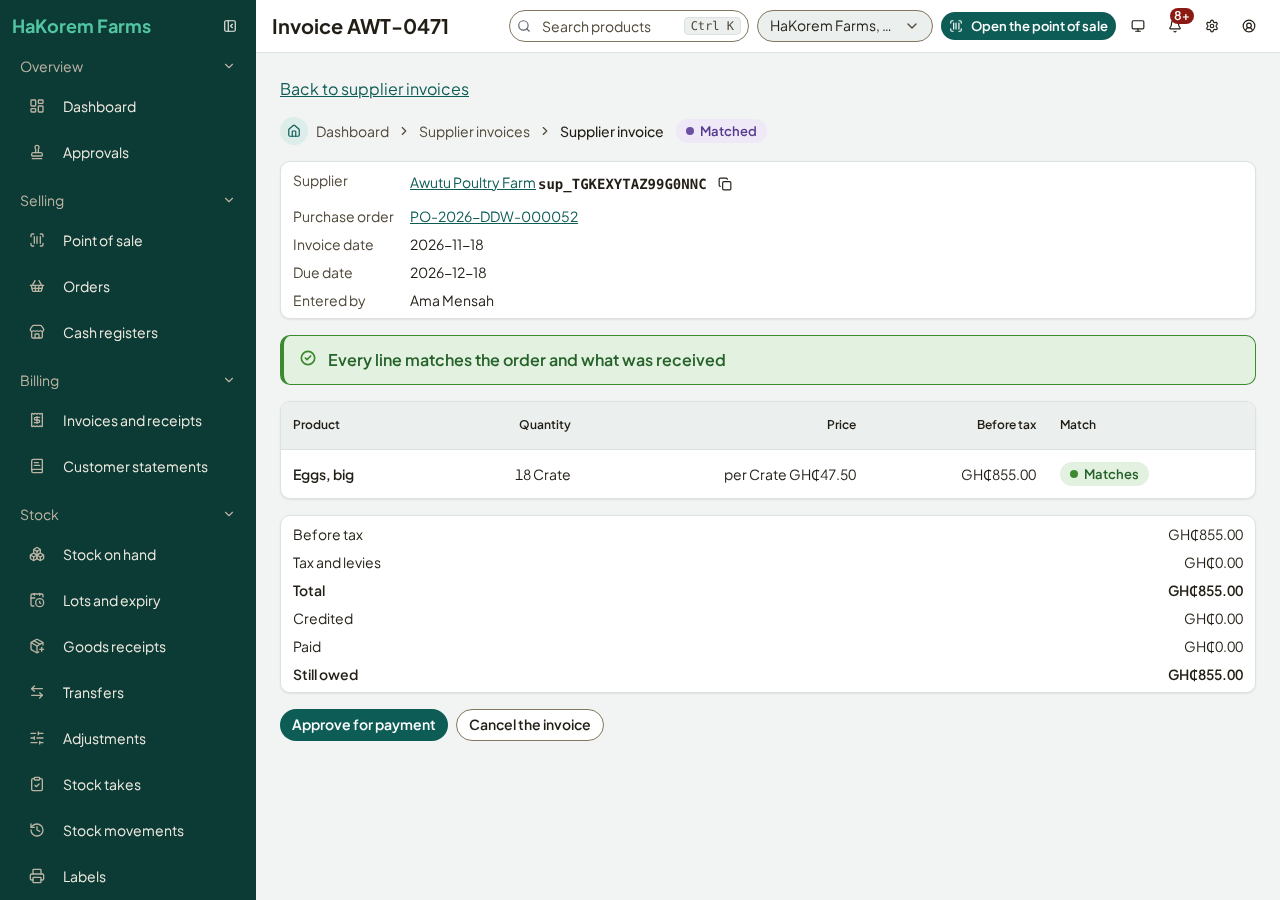 HaKorem Farms
Invoice AWT-0471
Search products
Ctrl K
HaKorem Farms, ...
Open the point of sale
8+
Overview
Dashboard
Approvals
Selling
Point of sale
Orders
Cash registers
Billing
Invoices and receipts
Customer statements
Stock
Stock on hand
Lots and expiry
Goods receipts
Transfers
Adjustments
Stock takes
Stock movements
Labels
Back to supplier invoices
Dashboard > Supplier invoices > Supplier invoice Matched
Supplier Awutu Poultry Farm sup_TGKEXYTAZ99G0NNC
Purchase order PO-2026-DDW-000052
Invoice date 2026-11-18
Due date 2026-12-18
Entered by Ama Mensah
Every line matches the order and what was received
Product Quantity Price Before tax Match
Eggs, big 18 Crate per Crate GH₵47.50 GH₵855.00 Matches
Before tax GH₵855.00
Tax and levies GH₵0.00
Total GH₵855.00
Credited GH₵0.00
Paid GH₵0.00
Still owed GH₵855.00
Approve for payment Cancel the invoice